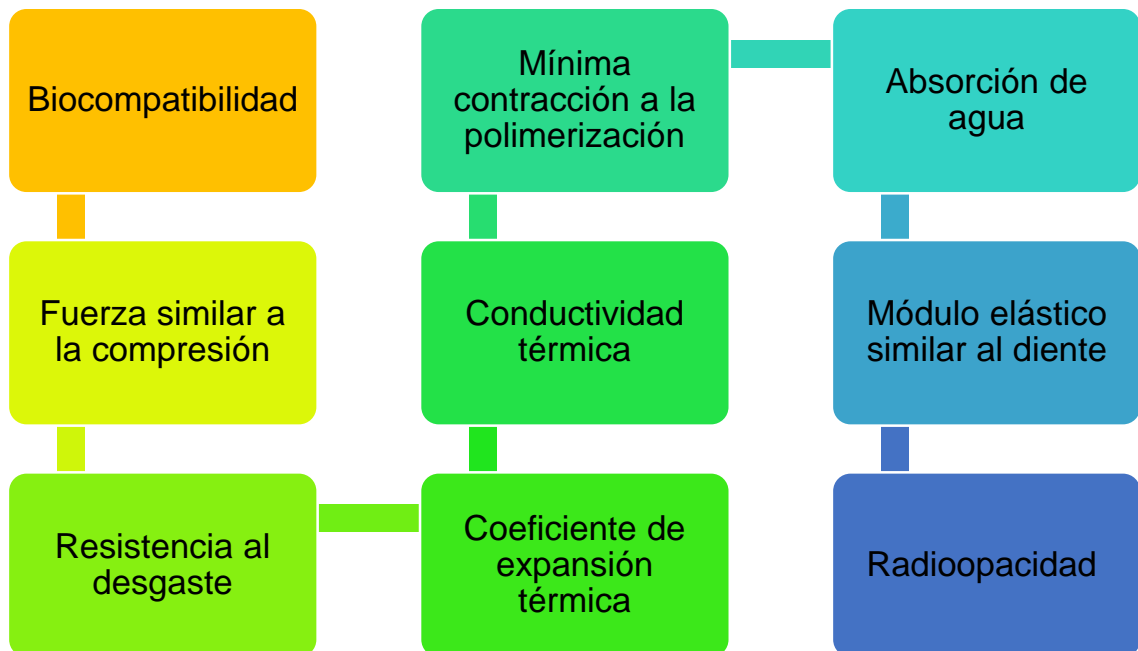 Biocompatibilidad
Fuerza similar a
la compresión
Resistencia al
desgaste
Coeficiente de
expansión
térmica
Conductividad
térmica
Mínima
contracción a la
polimerización
Absorción de
agua
Módulo elástico
similar al diente
Radioopacidad